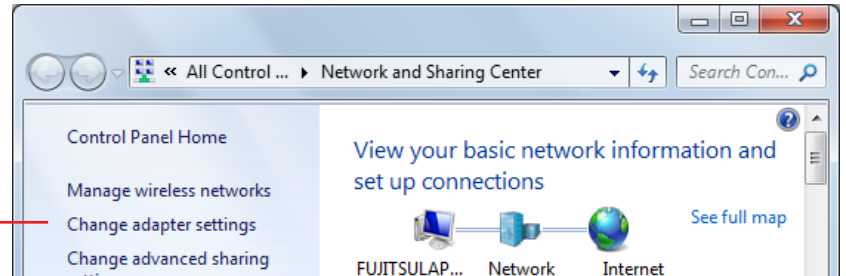 « All Control ... ▸ Network and Sharing Center
Search Con...
Control Panel Home
Manage wireless networks
Change adapter settings
Change advanced sharing
View your basic network information and
set up connections
See full map
FUJITSULAP... Network Internet